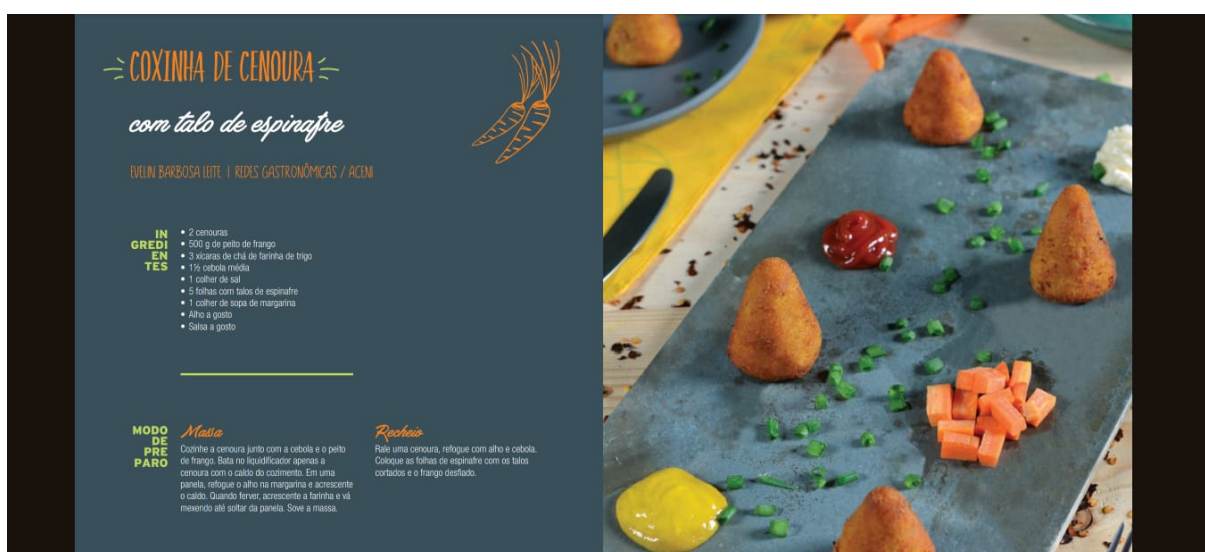 COXINHA DE CENOURA
com talo de espinafre
EVELIN BARBOSA LEITE | REDES GASTRONÔMICAS / ACENI
IN
GREDI
EN
TES
• 2 cenouras
• 500 g de peito de frango
• 3 xícaras de chá de farinha de trigo
• 1½ cebola média
• 1 colher de sal
• 5 folhas com talos de espinafre
• 1 colher de sopa de margarina
• Alho a gosto
• Salsa a gosto
MODO
DE
PRE
PARO
Massa
Cozinhe a cenoura junto com a cebola e o peito
de frango. Bata no liquidificador apenas a
cenoura com o caldo do cozimento. Em uma
panela, refogue o alho na margarina e acrescente
o caldo. Quando ferver, acrescente a farinha e vá
mexendo até soltar da panela. Sove a massa.
Recheio
Rale uma cenoura, refogue com alho e cebola.
Coloque as folhas de espinafre com os talos
cortados e o frango desfiado.